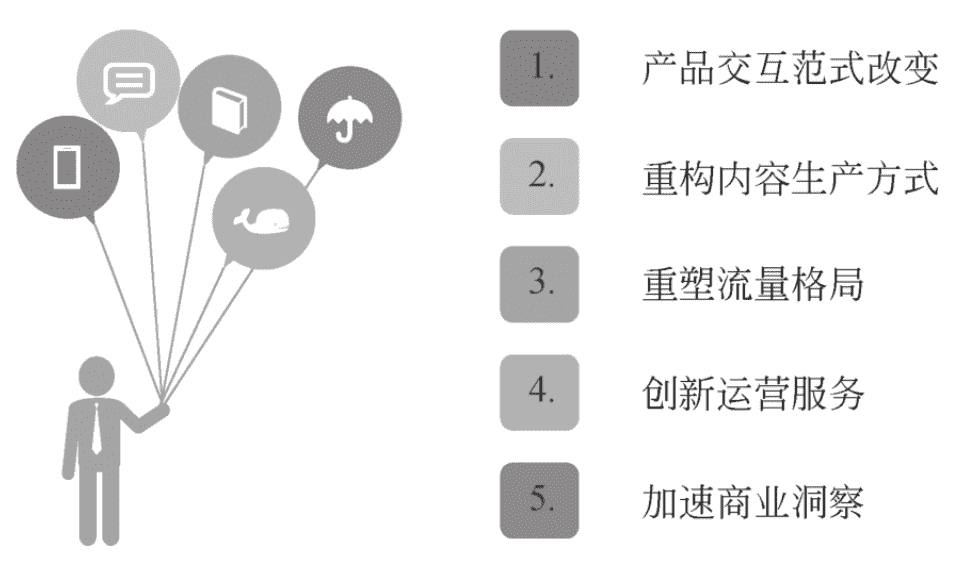 1. 产品交互范式改变
2. 重构内容生产方式
3. 重塑流量格局
4. 创新运营服务
5. 加速商业洞察